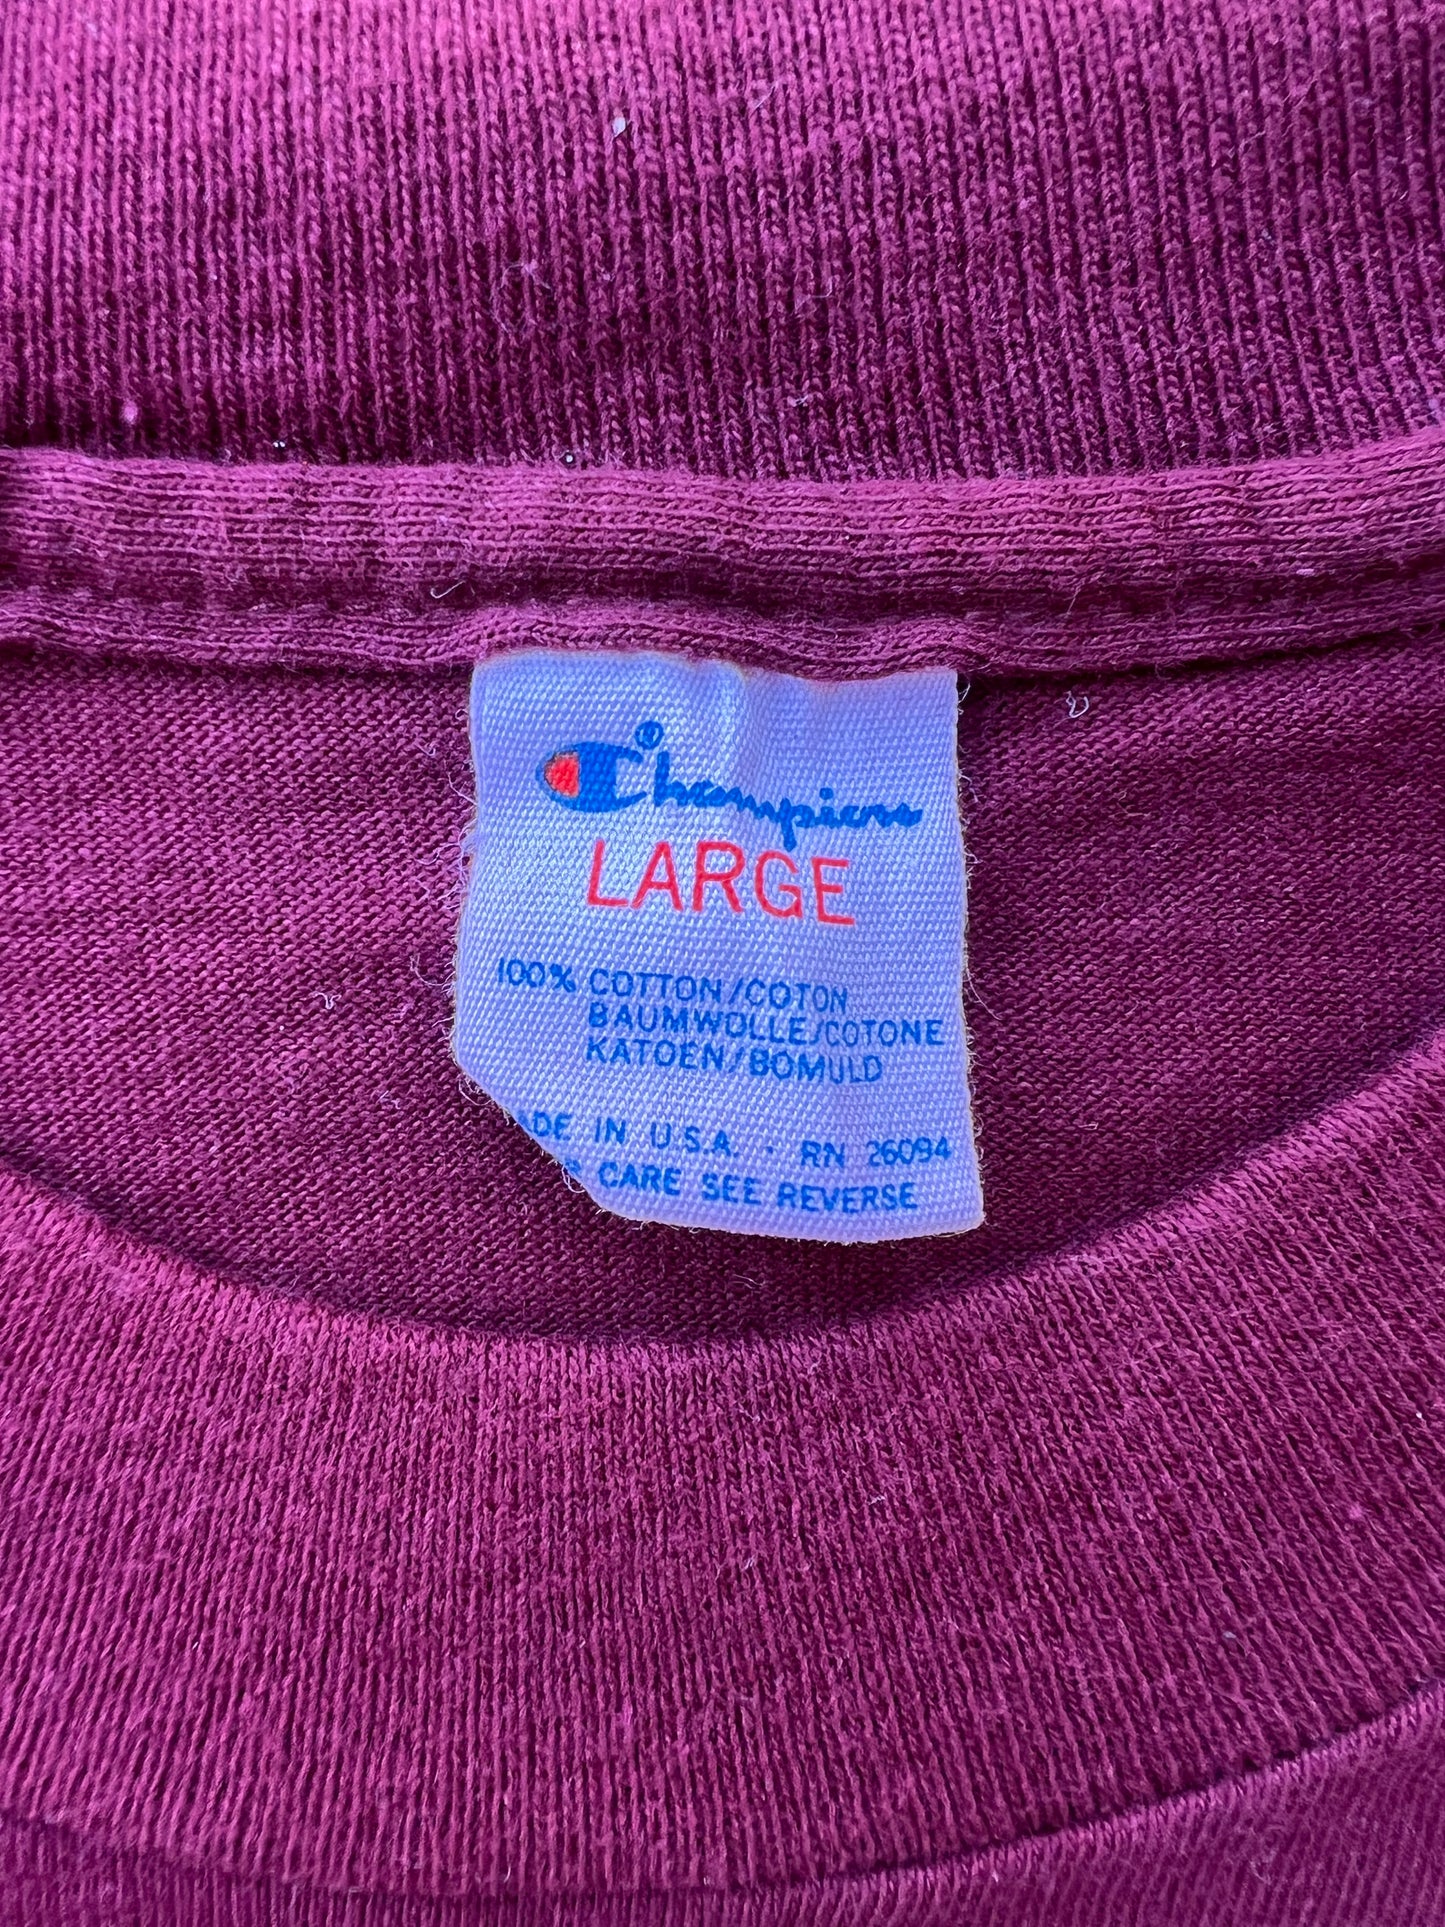 Champion®
LARGE
100% COTTON/COTON
BAUMWOLLE/COTONE
KATOEN/BOMULD
ADE IN U.S.A. · RN 26094
R CARE SEE REVERSE